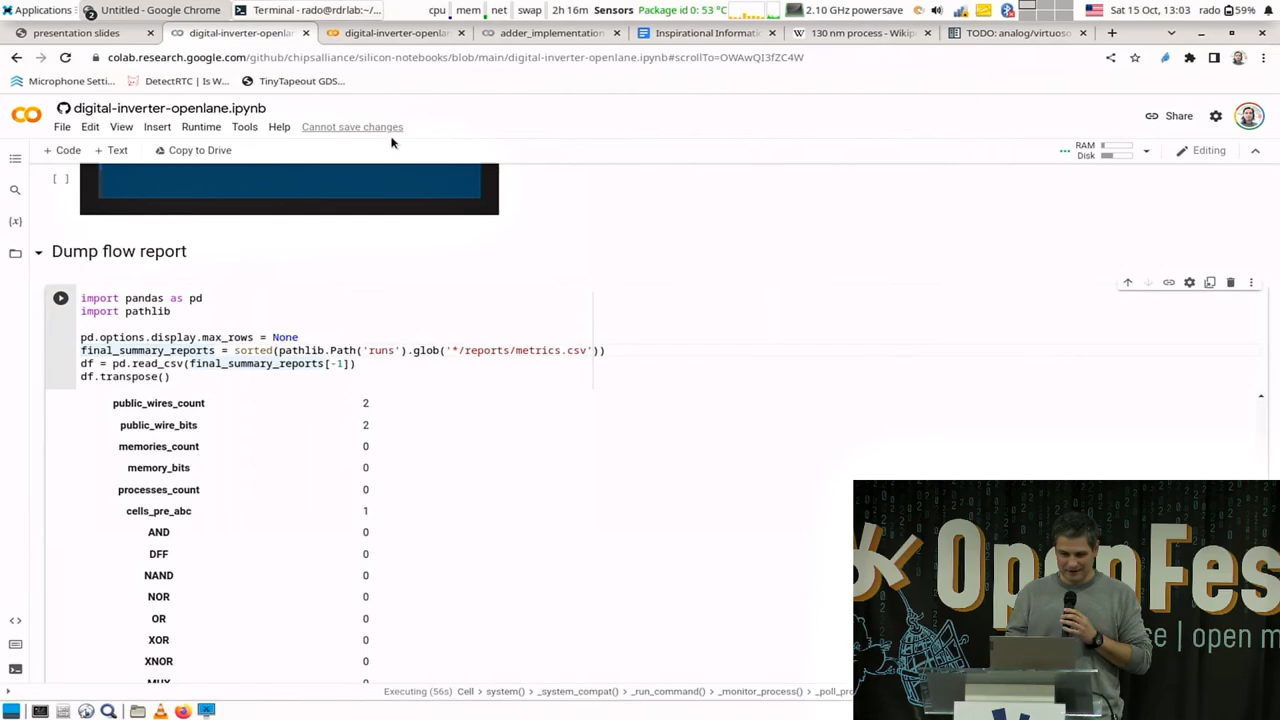 Applications
Untitled - Google Chrome
2
Terminal - rado@rdrlab: ~/...
cpu
mem
net
swap
2h 16m
Sensors
Package id 0: 53 °C
2.10 GHz powersave
Sat 15 Oct, 13:03
rado
59%
presentation slides
digital-inverter-openlane
digital-inverter-openlan
adder_implementation
Inspirational Informati
130 nm process - Wikipe
TODO: analog/virtuoso
colab.research.google.com/github/chipsalliance/silicon-notebooks/blob/main/digital-inverter-openlane.ipynb#scrollTo=OWAwQI3fZC4W
Microphone Setti...
DetectRTC | Is W...
TinyTapeout GDS...
digital-inverter-openlane.ipynb
File Edit View Insert Runtime Tools Help Cannot save changes
Share
+ Code + Text Copy to Drive
RAM
Disk
Editing
[ ]
{x}
Dump flow report
import pandas as pd
import pathlib
pd.options.display.max_rows = None
final_summary_reports = sorted(pathlib.Path('runs').glob('*/reports/metrics.csv'))
df = pd.read_csv(final_summary_reports[-1])
df.transpose()
public_wires_count 2
public_wire_bits 2
memories_count 0
memory_bits 0
processes_count 0
cells_pre_abc 1
AND 0
DFF 0
NAND 0
NOR 0
OR 0
XOR 0
XNOR 0
Executing (56s) Cell > system() > _system_compat() > _run_command() > _monitor_process() > _poll_pro
OpenFes
se | open m